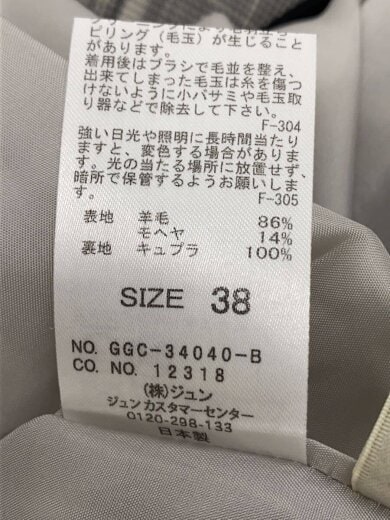 ピリング(毛玉)が生じること
があります。
着用後はブラシで毛並を整え、
出来てしまった毛玉は糸を傷つ
けないように小バサミや毛玉取
り器などで除去して下さい。
F-304
強い日光や照明に長時間当たり
ますと、変色する場合がありま
す。光の当たる場所に放置せず、
暗所で保管するようお願いしま
す。
F-305
表地 羊毛 86%
モヘヤ 14%
裏地 キュプラ 100%
SIZE 38
NO. GGC-34040-B
CO. NO. 12318
(株)ジュン
ジュン カスタマーセンター
0120-298-133
日本製